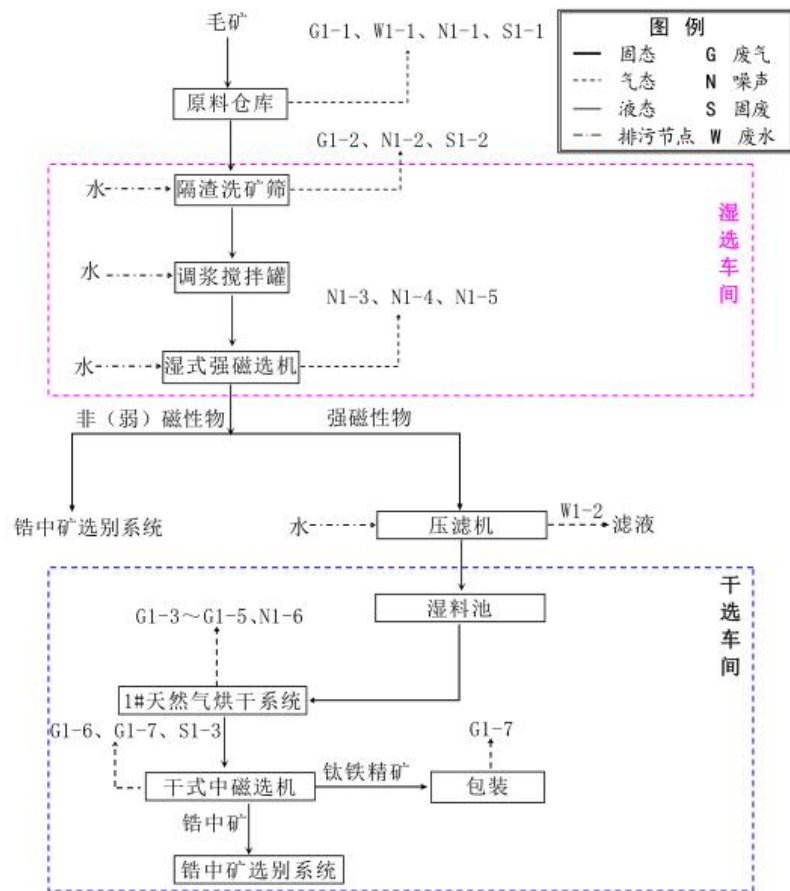 毛矿
G1-1、W1-1、N1-1、S1-1
图 例
固态 G 废气
气态 N 噪声
液态 S 固废
排污节点 W 废水
原料仓库
G1-2、N1-2、S1-2
水
隔渣洗矿筛
湿选车间
水
调浆搅拌罐
N1-3、N1-4、N1-5
水
湿式强磁选机
非（弱）磁性物
强磁性物
锆中矿选别系统
水
压滤机
W1-2
滤液
干选车间
湿料池
G1-3～G1-5、N1-6
1#天然气烘干系统
G1-6、G1-7、S1-3
G1-7
干式中磁选机
钛铁精矿
包装
锆中矿
锆中矿选别系统